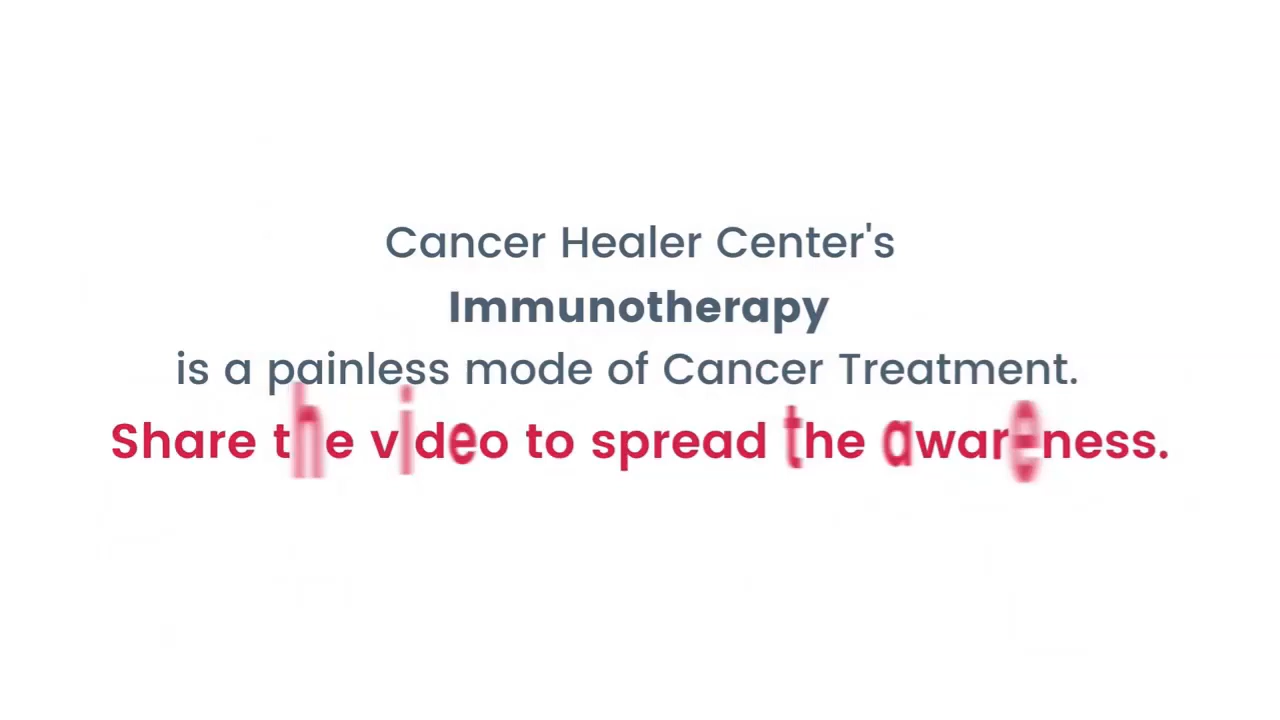 Cancer Healer Center's
Immunotherapy
is a painless mode of Cancer Treatment.
Share the video to spread the awareness.